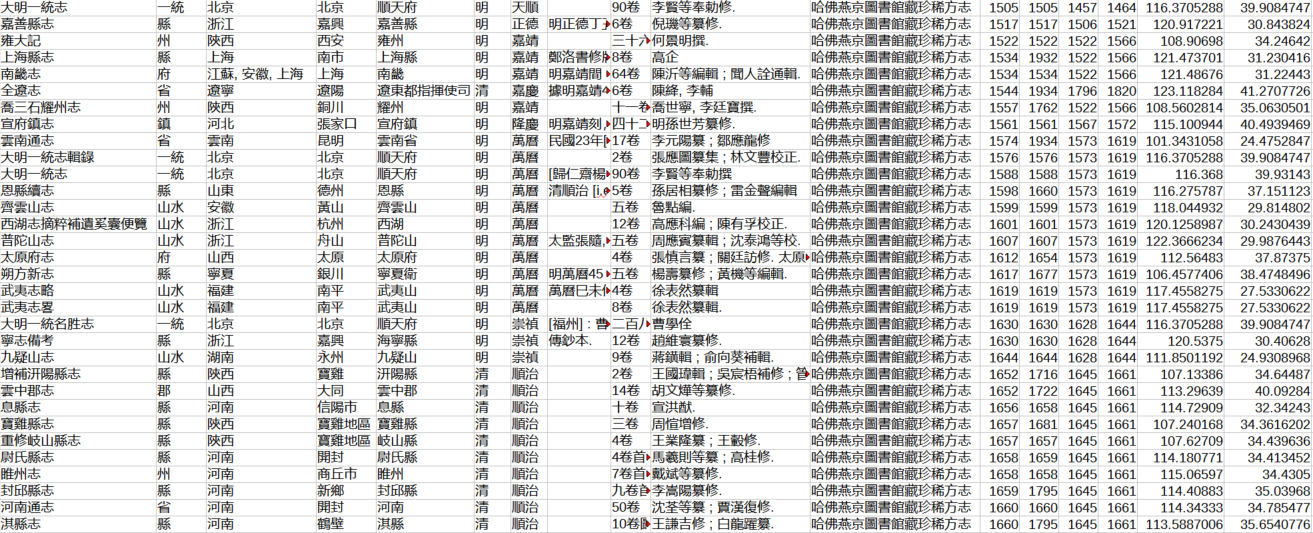 大明一統志 一統 北京 北京 順天府 明 天順 90卷 李賢等奉勅修. 哈佛燕京圖書館藏珍稀方志 1505 1505 1457 1464 116.3705288 39.9084747
嘉善縣志 縣 浙江 嘉興 嘉善縣 明 正德 明正德丁 6卷 倪璣等纂修. 哈佛燕京圖書館藏珍稀方志 1517 1517 1506 1521 120.917221 30.843824
雍大記 州 陝西 西安 雍州 明 嘉靖 三十六 何景明撰. 哈佛燕京圖書館藏珍稀方志 1522 1522 1522 1566 108.90698 34.24642
上海縣志 縣 上海 南市 上海縣 明 嘉靖 鄭洛書修 8卷 高企 哈佛燕京圖書館藏珍稀方志 1534 1932 1522 1566 121.473701 31.230416
南畿志 府 江蘇, 安徽, 上海 上海 南畿 明 嘉靖 明嘉靖間 64卷 陳沂等編輯 ; 聞人詮通輯. 哈佛燕京圖書館藏珍稀方志 1534 1534 1522 1566 121.48676 31.22443
全遼志 省 遼寧 遼陽 遼東都指揮使司 清 嘉慶 據明嘉靖4 6卷 陳絳, 李輔 哈佛燕京圖書館藏珍稀方志 1544 1934 1796 1820 123.118284 41.2707726
喬三石耀州志 州 陝西 銅川 耀州 明 嘉靖 十一卷 喬世寧, 李廷寶撰. 哈佛燕京圖書館藏珍稀方志 1557 1762 1522 1566 108.5602814 35.0630501
宣府鎮志 鎮 河北 張家口 宣府鎮 明 隆慶 明嘉靖刻, 四十二 明孫世芳纂修. 哈佛燕京圖書館藏珍稀方志 1561 1561 1567 1572 115.100944 40.4939469
雲南通志 省 雲南 昆明 雲南省 明 萬曆 民國23年[ 17卷 李元陽纂 ; 鄒應龍修 哈佛燕京圖書館藏珍稀方志 1574 1934 1573 1619 101.3431058 24.4752847
大明一統志輯錄 一統 北京 北京 順天府 明 萬曆 2卷 張應圖纂集 ; 林文豐校正. 哈佛燕京圖書館藏珍稀方志 1576 1576 1573 1619 116.3705288 39.9084747
大明一統志 一統 北京 北京 順天府 明 萬曆 [歸仁齋楊 90卷 李賢等奉勅撰 哈佛燕京圖書館藏珍稀方志 1588 1588 1573 1619 116.368 39.93143
恩縣續志 縣 山東 德州 恩縣 明 萬曆 清順治 [i.e 5卷 孫居相纂修 ; 雷金聲編輯 哈佛燕京圖書館藏珍稀方志 1598 1660 1573 1619 116.275787 37.151123
齊雲山志 山水 安徽 黃山 齊雲山 明 萬曆 五卷 魯點編. 哈佛燕京圖書館藏珍稀方志 1599 1599 1573 1619 118.044932 29.814802
西湖志摘粹補遺奚囊便覽 山水 浙江 杭州 西湖 明 萬曆 12卷 高應科編 ; 陳有孚校正. 哈佛燕京圖書館藏珍稀方志 1601 1601 1573 1619 120.1258987 30.2430439
普陀山志 山水 浙江 舟山 普陀山 明 萬曆 太監張隨, 五卷 周應賓纂輯 ; 沈泰鴻等校. 哈佛燕京圖書館藏珍稀方志 1607 1607 1573 1619 122.3666234 29.9876443
太原府志 府 山西 太原 太原府 明 萬曆 4卷 張慎言纂 ; 關廷訪修. 太原 哈佛燕京圖書館藏珍稀方志 1612 1654 1573 1619 112.56483 37.87375
朔方新志 縣 寧夏 銀川 寧夏衛 明 萬曆 明萬曆45 五卷 楊壽纂修 ; 黃機等編輯. 哈佛燕京圖書館藏珍稀方志 1617 1677 1573 1619 106.4577406 38.4748496
武夷志略 山水 福建 南平 武夷山 明 萬曆 萬曆巳未 4卷 徐表然纂輯 哈佛燕京圖書館藏珍稀方志 1619 1619 1573 1619 117.4558275 27.5330662
武夷志畧 山水 福建 南平 武夷山 明 萬曆 8卷 徐表然纂輯 哈佛燕京圖書館藏珍稀方志 1619 1619 1573 1619 117.4558275 27.5330622
大明一統名胜志 一統 北京 北京 順天府 明 崇禎 [福州] : 曹 二百八 曹學佺 哈佛燕京圖書館藏珍稀方志 1630 1630 1628 1644 116.3705288 39.9084747
寧志備考 縣 浙江 嘉興 海寧縣 明 崇禎 傳鈔本. 12卷 趙維寰纂修. 哈佛燕京圖書館藏珍稀方志 1630 1630 1628 1644 120.5375 30.40628
九疑山志 山水 湖南 永州 九疑山 明 崇禎 9卷 蔣鐄輯 ; 俞向葵補輯. 哈佛燕京圖書館藏珍稀方志 1644 1644 1628 1644 111.8501192 24.9308968
增補汧陽縣志 縣 陝西 寶雞 汧陽縣 清 順治 2卷 王國瑋輯 ; 吳宸梧補修 ; 管 哈佛燕京圖書館藏珍稀方志 1652 1716 1645 1661 107.13386 34.64487
雲中郡志 郡 山西 大同 雲中郡 清 順治 14卷 胡文燁等纂修. 哈佛燕京圖書館藏珍稀方志 1652 1722 1645 1661 113.29639 40.09284
息縣志 縣 河南 信陽市 息縣 清 順治 十卷 宣洪猷. 哈佛燕京圖書館藏珍稀方志 1656 1658 1645 1661 114.72909 32.34243
寶雞縣志 縣 陝西 寶雞地區 寶雞縣 清 順治 三卷 周愃增修. 哈佛燕京圖書館藏珍稀方志 1657 1681 1645 1661 107.240168 34.3616202
重修岐山縣志 縣 陝西 寶雞地區 岐山縣 清 順治 4卷 王業隆纂 ; 王轂修. 哈佛燕京圖書館藏珍稀方志 1657 1657 1645 1661 107.62709 34.439636
尉氏縣志 縣 河南 開封 尉氏縣 清 順治 4卷首 馬義則等纂 ; 高桂修. 哈佛燕京圖書館藏珍稀方志 1658 1659 1645 1661 114.180771 34.413452
睢州志 州 河南 商丘市 睢州 清 順治 7卷首 戴斌等纂修. 哈佛燕京圖書館藏珍稀方志 1658 1658 1645 1661 115.06597 34.4305
封邱縣志 縣 河南 新鄉 封邱縣 清 順治 九卷首 李嵩陽纂修. 哈佛燕京圖書館藏珍稀方志 1659 1795 1645 1661 114.40883 35.03968
河南通志 省 河南 開封 河南 清 順治 50卷 沈荃等纂 ; 賈漢復修. 哈佛燕京圖書館藏珍稀方志 1660 1660 1645 1661 114.34333 34.785477
淇縣志 縣 河南 鶴壁 淇縣 清 順治 10卷 王謙吉修 ; 白龍躍纂. 哈佛燕京圖書館藏珍稀方志 1660 1795 1645 1661 113.5887006 35.6540776